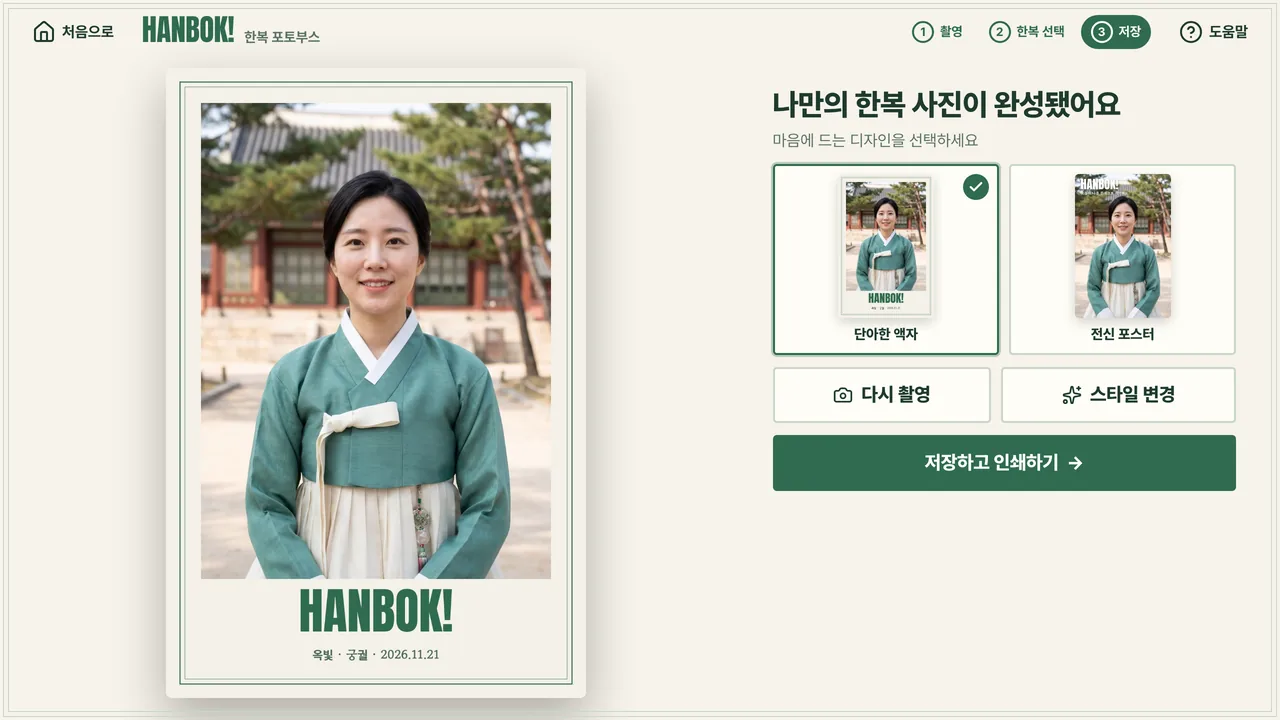 처음으로
HANBOK! 한복 포토부스
1 촬영
2 한복 선택
3 저장
? 도움말
HANBOK!
옥빛 · 궁궐 · 2026.11.21
나만의 한복 사진이 완성됐어요
마음에 드는 디자인을 선택하세요
HANBOK!
단아한 액자
HANBOK!
전신 포스터
다시 촬영
스타일 변경
저장하고 인쇄하기 →